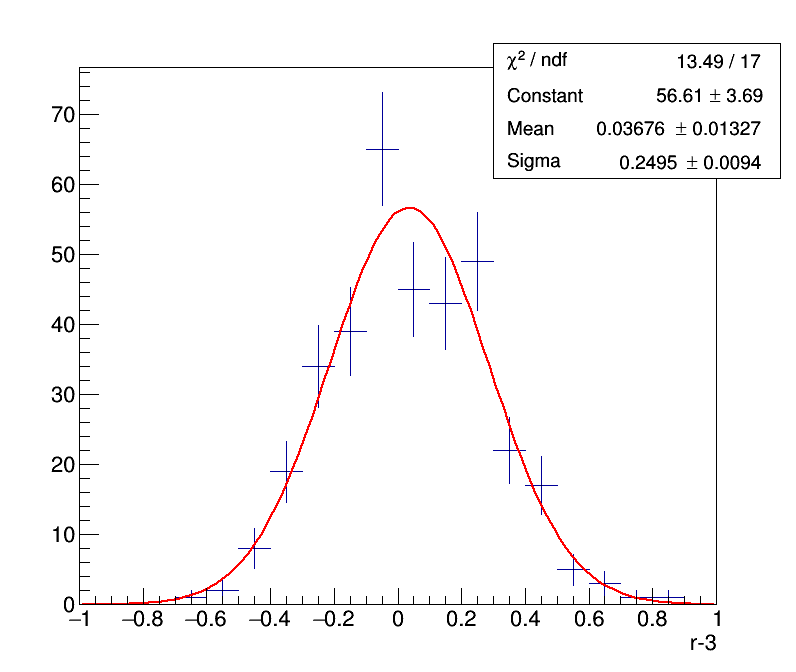 χ² / ndf 13.49 / 17
Constant 56.61 ± 3.69
Mean 0.03676 ± 0.01327
Sigma 0.2495 ± 0.0094
70
60
50
40
30
20
10
0
−1 −0.8 −0.6 −0.4 −0.2 0 0.2 0.4 0.6 0.8 1
r-3